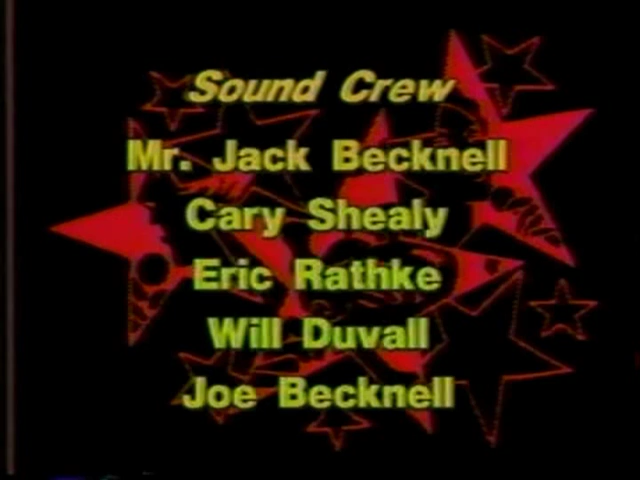 Sound Crew
Mr. Jack Becknell
Cary Shealy
Eric Rathke
Will Duvall
Joe Becknell